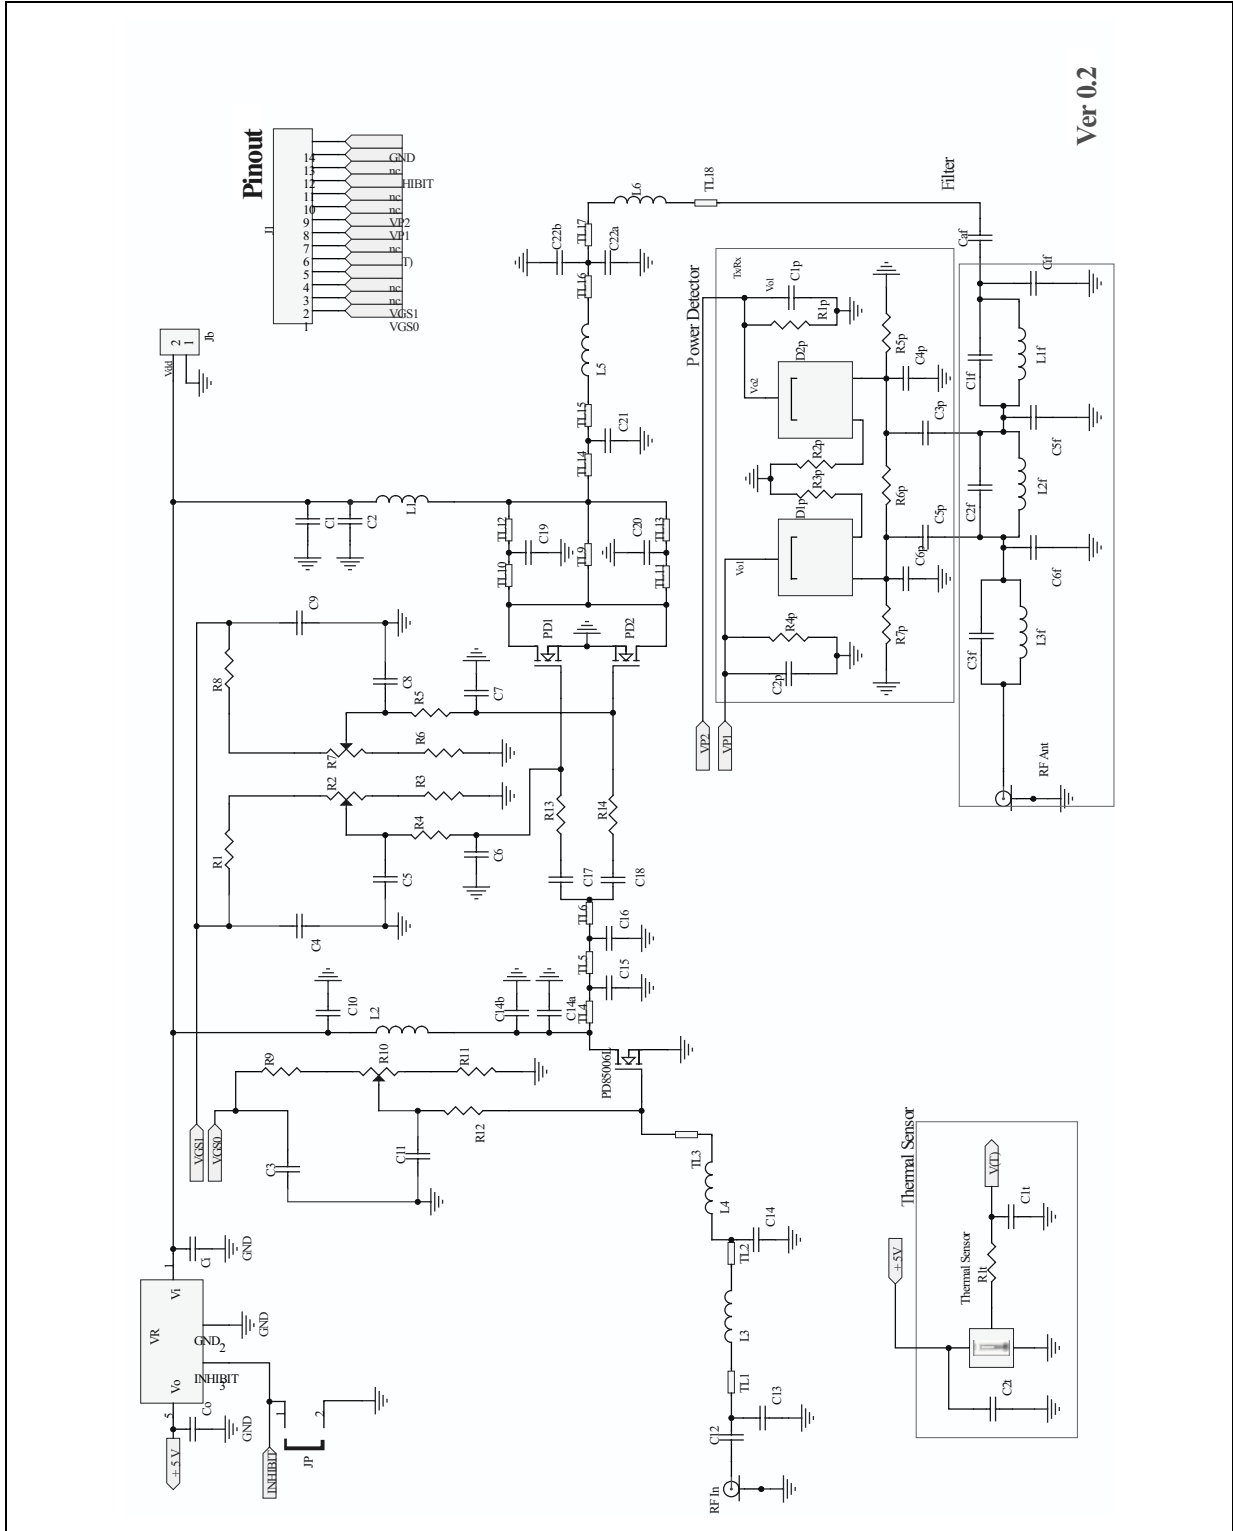 Pinout
J1
14
13
12
11
10
9
8
7
6
5
4
3
2
1
GND
nc
HIBIT
nc
nc
VP2
VP1
nc
T)
nc
nc
VGS1
VGS0
Ver 0.2
Jb
2
1
Vdd
C1
C2
L1
TL12
C19
TL10
TL9
C20
TL13
TL11
PD1
PD2
TL14
C21
TL15
L5
TL16
C22b
C22a
TL17
L6
TL18
Filter
Caf
Cif
C1f
L1f
C5f
C2f
L2f
C6f
C3f
L3f
RF Ant
Power Detector
Tx/Rx
Vo1
C1p
R1p
Vo2
D2p
R5p
C4p
C3p
R2p
R3p
R6p
D1p
Vo1
C5p
C6p
R4p
C2p
R7p
VP2
VP1
C9
R8
C8
R5
C7
R7
R6
R2
R3
R1
R4
C6
C5
C4
R13
R14
C17
C18
TL6
C16
TL5
C15
TL4
C14a
C14b
C10
L2
R9
R10
R11
R12
C11
C3
VGS1
VGS0
PD85006L
TL3
L4
C14
TL2
L3
TL1
C13
C12
RF In
VR
Vi
1
Ci
GND
GND
2
GND
INHIBIT
3
Vo
5
Co
GND
+ 5 V
INHIBIT
1
2
JP
Thermal Sensor
+ 5V
V(T)
C1t
R1t
Thermal Sensor
C2t